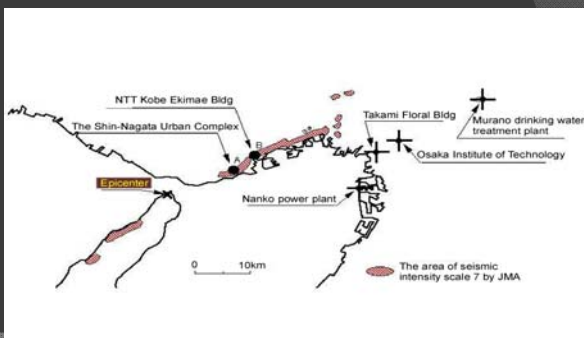 NTT Kobe Ekimae Bldg
The Shin-Nagata Urban Complex
A
B
Takami Floral Bldg
Murano drinking water
treatment plant
Osaka Institute of Technology
Epicenter
Nanko power plant
0 10km
The area of seismic
intensity scale 7 by JMA